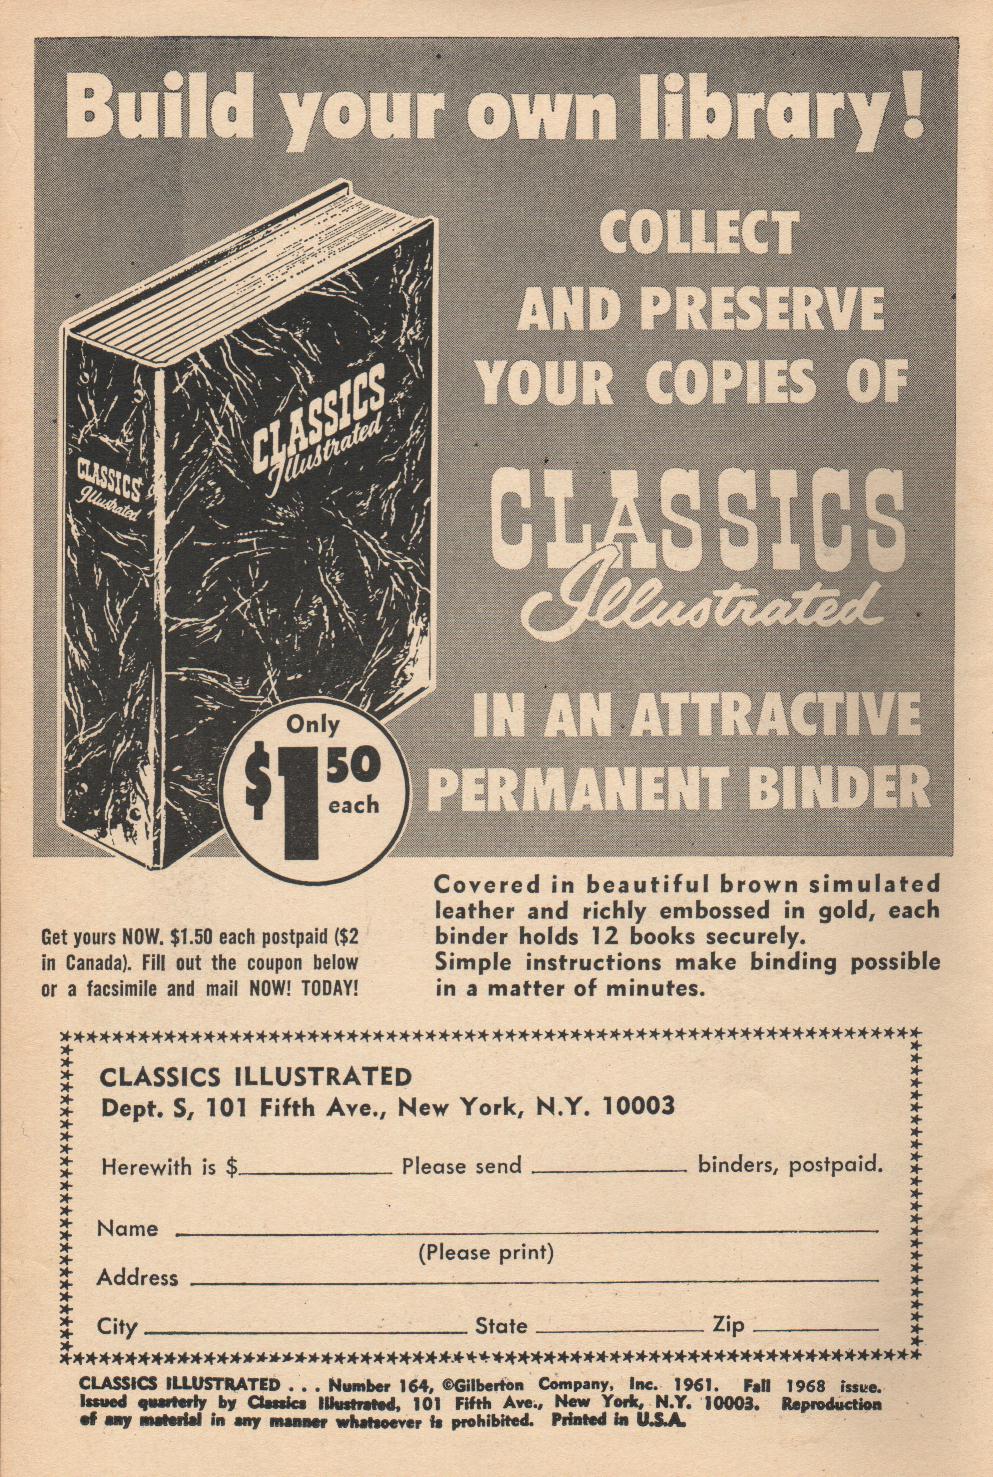 Build your own library!
COLLECT
AND PRESERVE
YOUR COPIES OF
CLASSICS
Illustrated
IN AN ATTRACTIVE
PERMANENT BINDER
CLASSICS
Illustrated
CLASSICS
Illustrated
Only
$1.50
each
Covered in beautiful brown simulated
leather and richly embossed in gold, each
binder holds 12 books securely.
Simple instructions make binding possible
in a matter of minutes.
Get yours NOW. $1.50 each postpaid ($2
in Canada). Fill out the coupon below
or a facsimile and mail NOW! TODAY!
CLASSICS ILLUSTRATED
Dept. S, 101 Fifth Ave., New York, N.Y. 10003
Herewith is $ Please send binders, postpaid.
Name
(Please print)
Address
City State Zip
CLASSICS ILLUSTRATED . . . Number 164, ©Gilberton Company, Inc. 1961. Fall 1968 issue.
Issued quarterly by Classics Illustrated, 101 Fifth Ave., New York, N.Y. 10003. Reproduction
of any material in any manner whatsoever is prohibited. Printed in U.S.A.